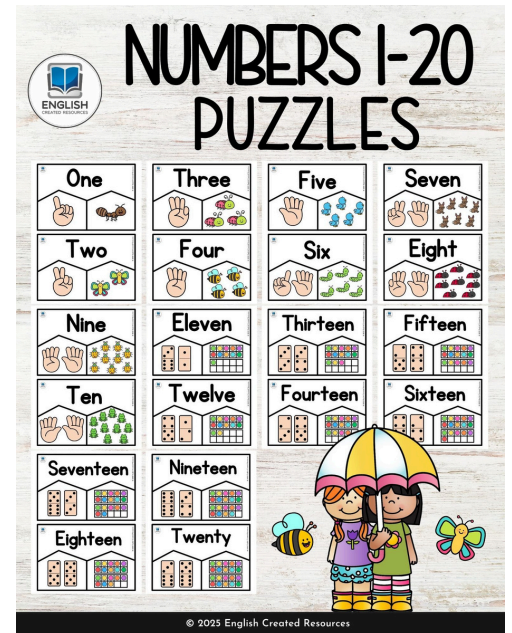 NUMBERS 1-20
PUZZLES
ENGLISH
CREATED RESOURCES
One
Three
Five
Seven
Two
Four
Six
Eight
Nine
Eleven
Thirteen
Fifteen
Ten
Twelve
Fourteen
Sixteen
Seventeen
Nineteen
Eighteen
Twenty
© 2025 English Created Resources